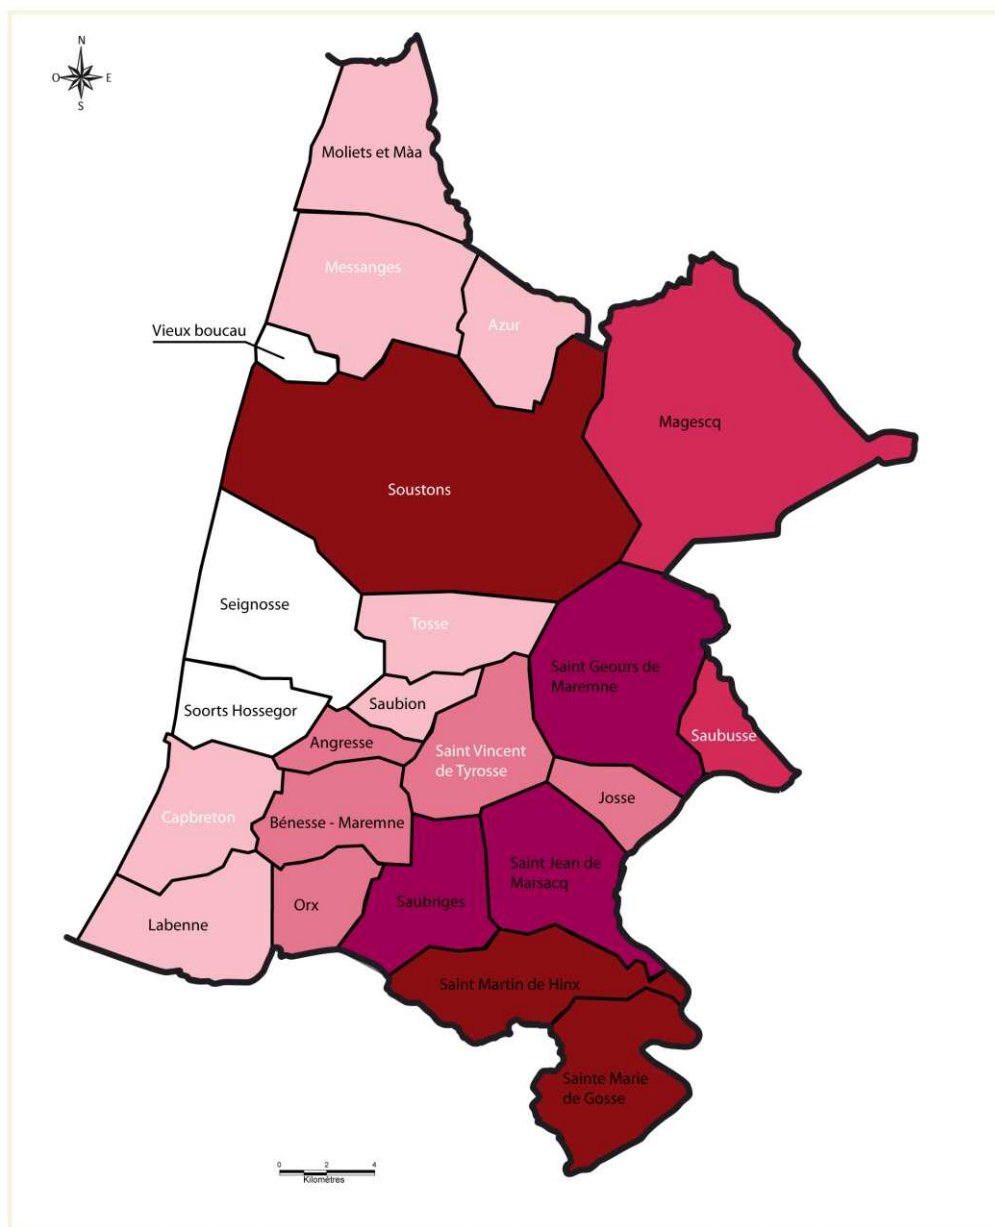 N
O E
S
Moliets et Màa
Messanges
Azur
Vieux boucau
Magescq
Soustons
Seignosse
Tosse
Saint Geours de
Maremne
Saubion
Soorts Hossegor
Saubusse
Angresse
Saint Vincent
de Tyrosse
Josse
Capbreton
Bénesse - Maremne
Saint Jean de
Marsacq
Saubriges
Orx
Labenne
Saint Martin de Hinx
Sainte Marie
de Gosse
0 2 4
Kilomètres